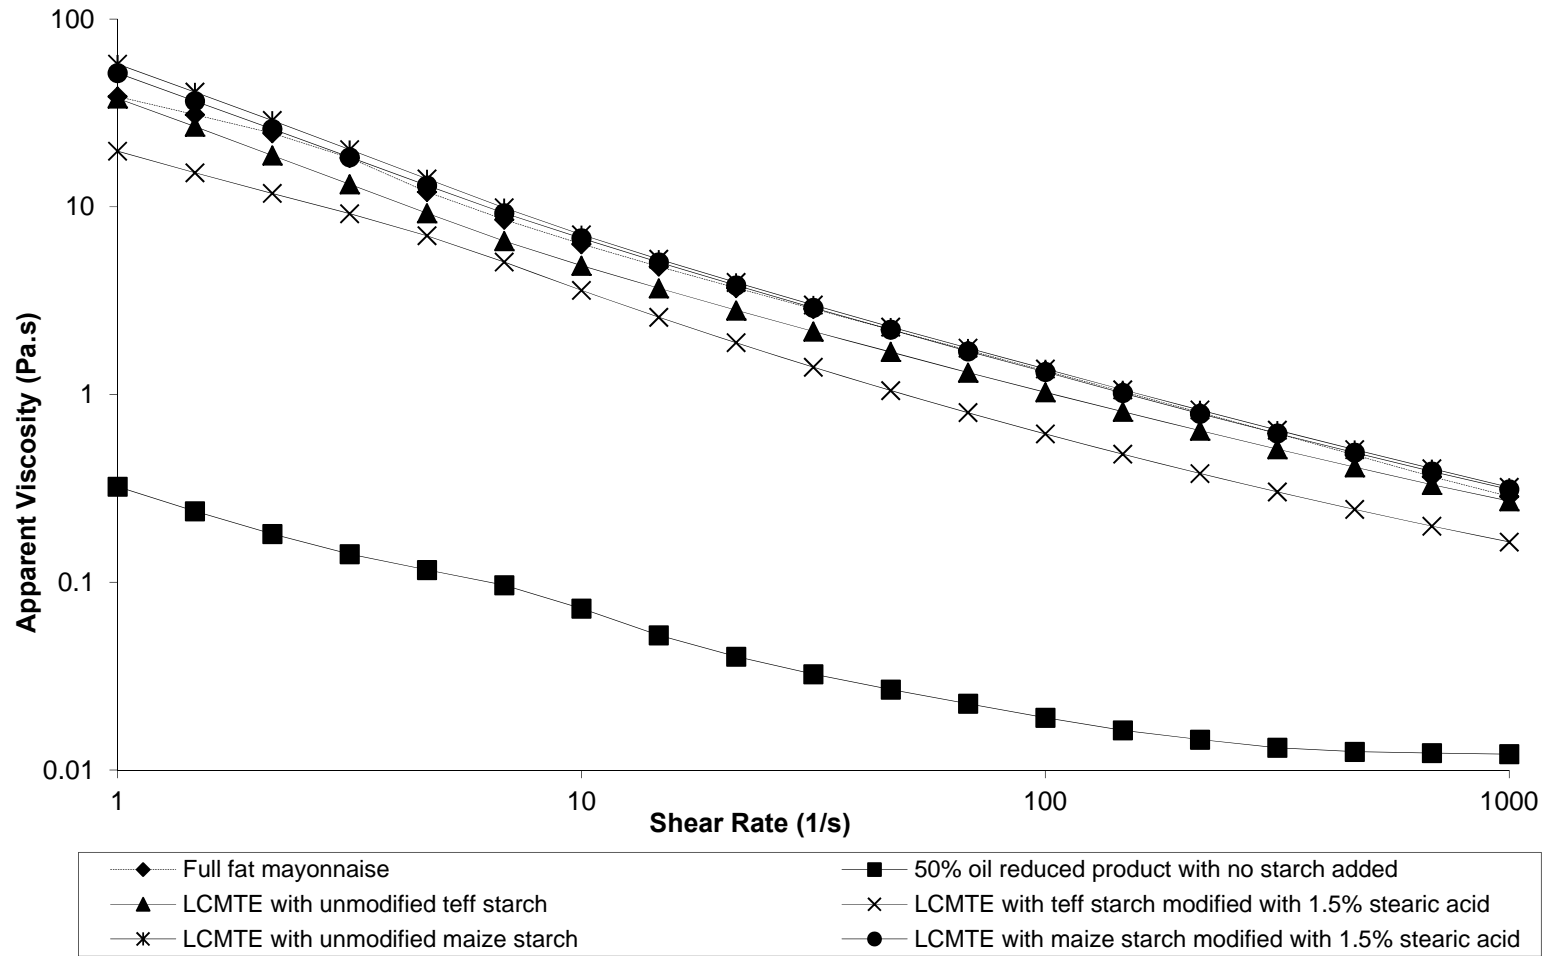 100
10
1
0.1
0.01
Apparent Viscosity (Pa.s)
1 10 100 1000
Shear Rate (1/s)
Full fat mayonnaise
50% oil reduced product with no starch added
LCMTE with unmodified teff starch
LCMTE with teff starch modified with 1.5% stearic acid
LCMTE with unmodified maize starch
LCMTE with maize starch modified with 1.5% stearic acid